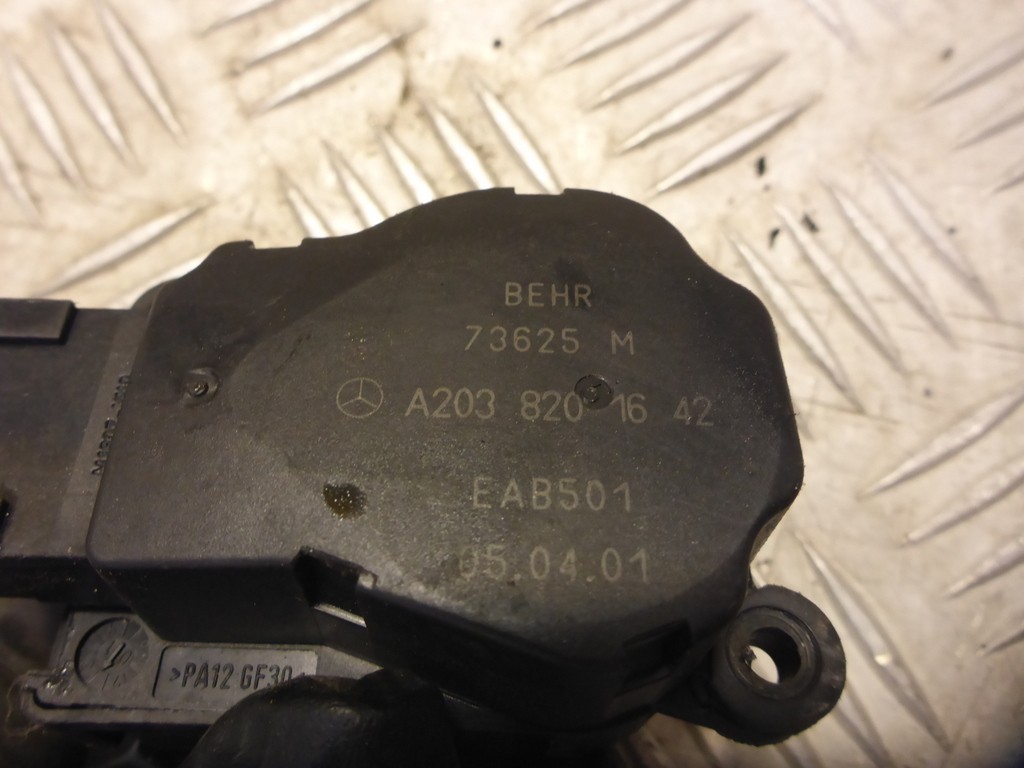 BEHR
73625 M
A203 820 16 42
EAB501
05.04.01
>PA12 GF30